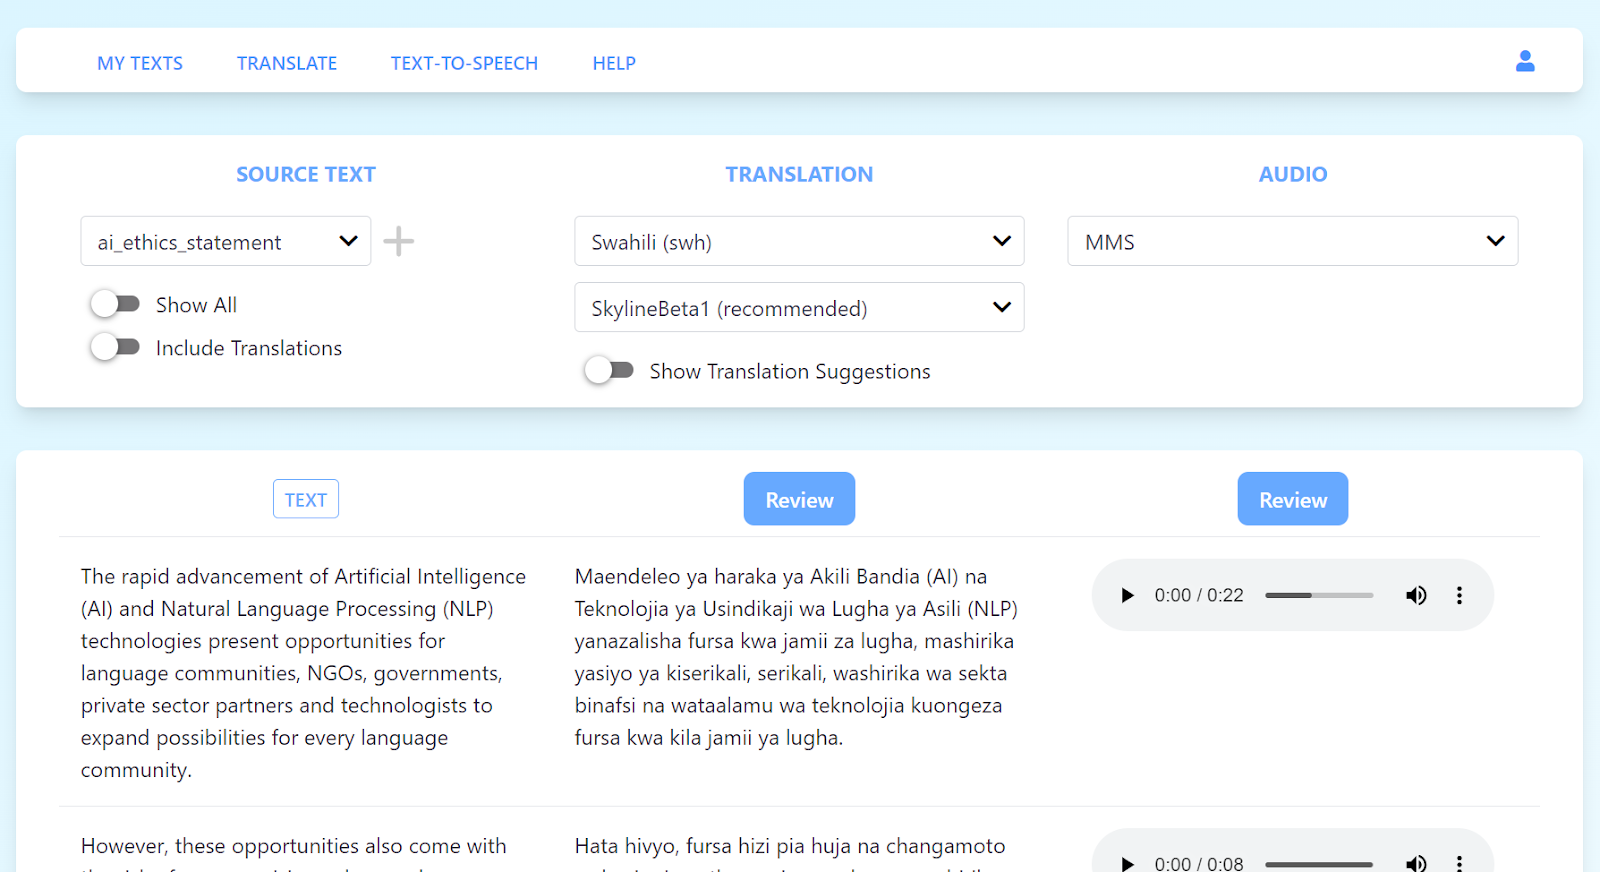 MY TEXTS TRANSLATE TEXT-TO-SPEECH HELP
SOURCE TEXT
ai_ethics_statement
Show All
Include Translations
TRANSLATION
Swahili (swh)
SkylineBeta1 (recommended)
Show Translation Suggestions
AUDIO
MMS
TEXT
Review
Review
The rapid advancement of Artificial Intelligence
(AI) and Natural Language Processing (NLP)
technologies present opportunities for
language communities, NGOs, governments,
private sector partners and technologists to
expand possibilities for every language
community.
Maendeleo ya haraka ya Akili Bandia (AI) na
Teknolojia ya Usindikaji wa Lugha ya Asili (NLP)
yanazalisha fursa kwa jamii za lugha, mashirika
yasiyo ya kiserikali, serikali, washirika wa sekta
binafsi na wataalamu wa teknolojia kuongeza
fursa kwa kila jamii ya lugha.
0:00 / 0:22
However, these opportunities also come with
Hata hivyo, fursa hizi pia huja na changamoto
0:00 / 0:08